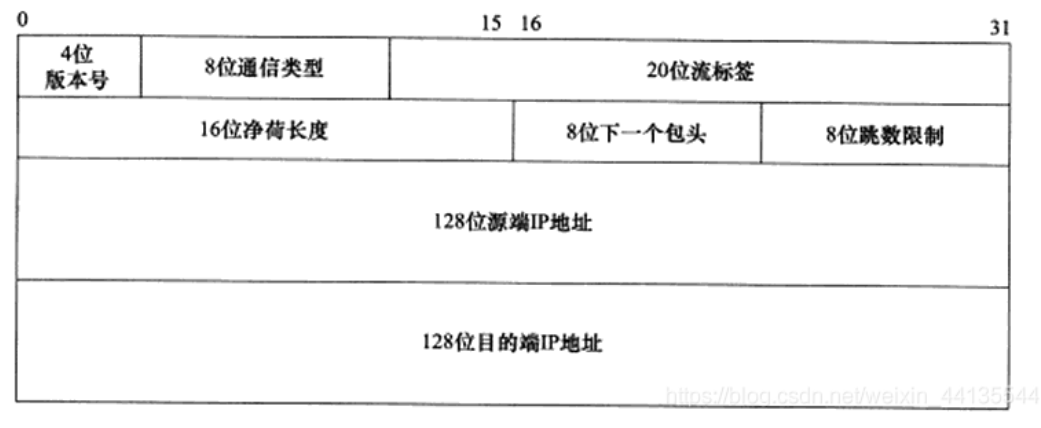 0 15 16 31
4位
版本号
8位通信类型
20位流标签
16位净荷长度
8位下一个包头
8位跳数限制
128位源端IP地址
128位目的端IP地址
https://blog.csdn.net/weixin_44135544